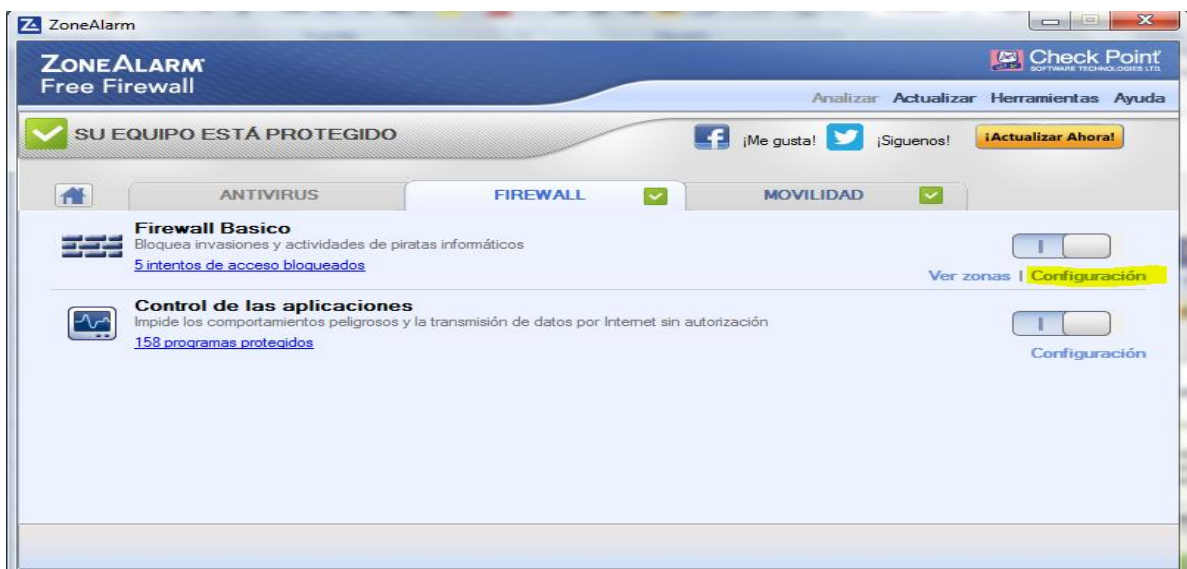 ZoneAlarm
ZONEALARM
Free Firewall
Check Point
SOFTWARE TECHNOLOGIES LTD.
Analizar Actualizar Herramientas Ayuda
SU EQUIPO ESTÁ PROTEGIDO
¡Me gusta! ¡Siguenos! ¡Actualizar Ahora!
ANTIVIRUS FIREWALL MOVILIDAD
Firewall Basico
Bloquea invasiones y actividades de piratas informáticos
5 intentos de acceso bloqueados
Ver zonas | Configuración
Control de las aplicaciones
Impide los comportamientos peligrosos y la transmisión de datos por Internet sin autorización
158 programas protegidos
Configuración